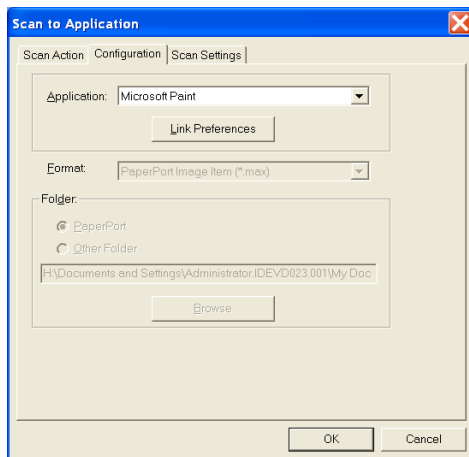 Scan to Application
Scan Action Configuration Scan Settings
Application: Microsoft Paint
Link Preferences
Format: PaperPort Image Item (*.max)
Folder:
PaperPort
Other Folder
H:\Documents and Settings\Administrator.IDEVD023.001\My Doc
Browse
OK Cancel